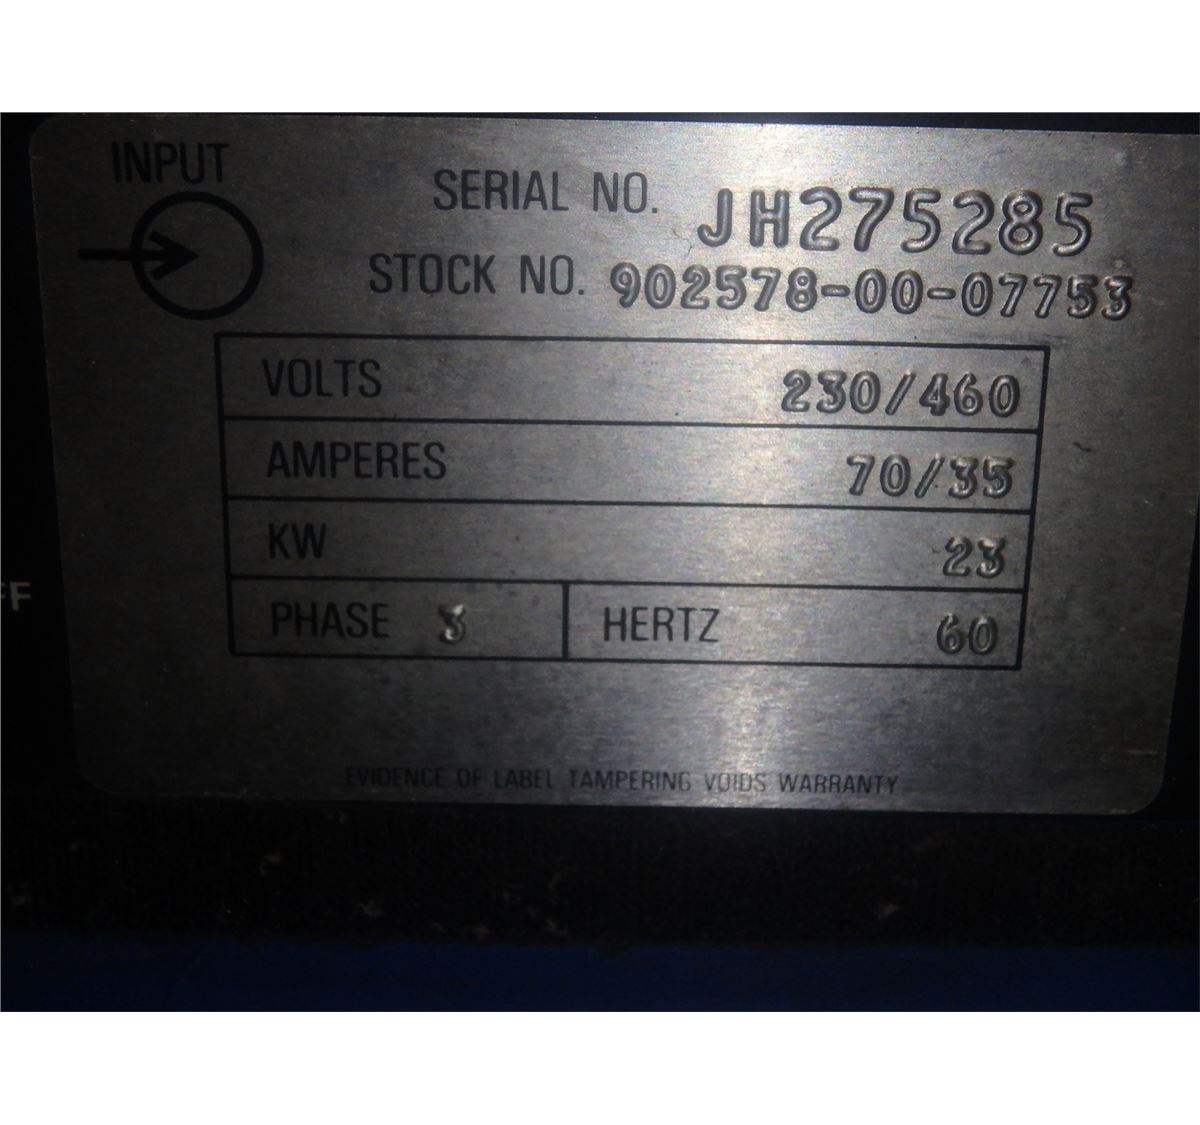 INPUT
SERIAL NO. JH275285
STOCK NO. 902578-00-07753
VOLTS 230/460
AMPERES 70/35
KW 23
PHASE 3 HERTZ 60
FF
EVIDENCE OF LABEL TAMPERING VOIDS WARRANTY